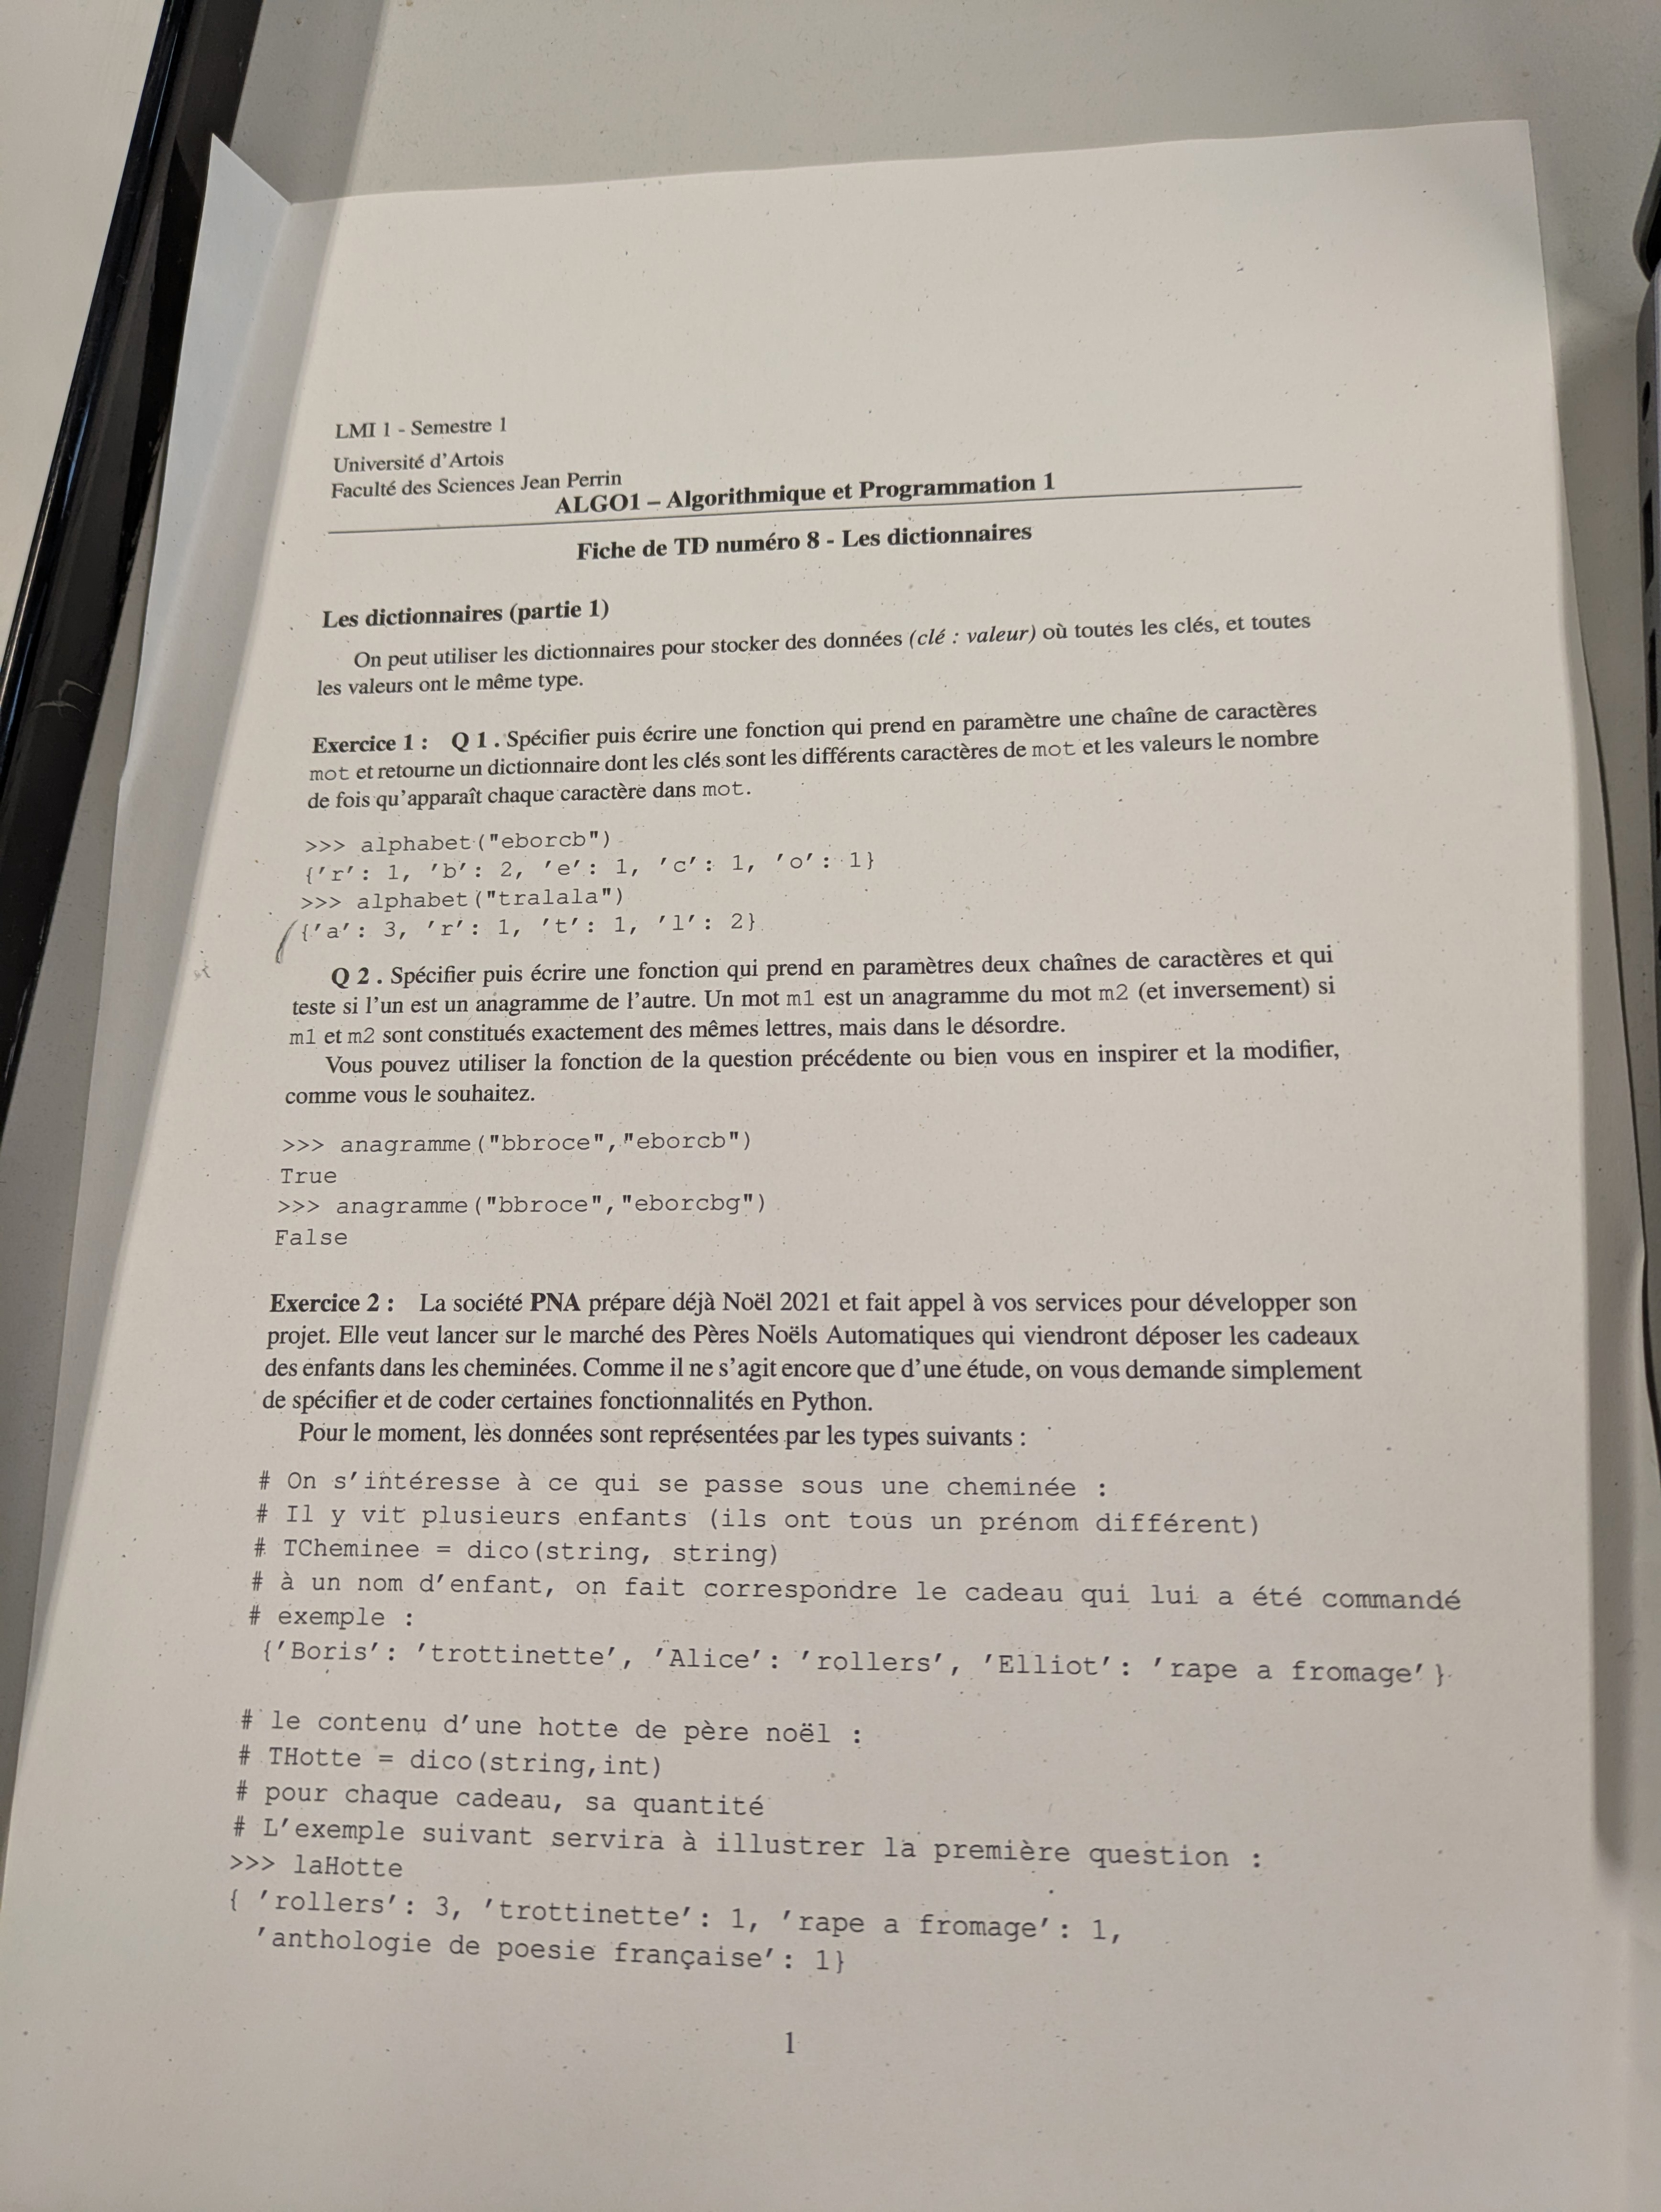 LMI 1 - Semestre 1
Université d'Artois
Faculté des Sciences Jean Perrin
ALGO1 – Algorithmique et Programmation 1
Fiche de TD numéro 8 - Les dictionnaires
Les dictionnaires (partie 1)
On peut utiliser les dictionnaires pour stocker des données (clé : valeur) où toutes les clés, et toutes
les valeurs ont le même type.
Exercice 1 : Q 1 . Spécifier puis écrire une fonction qui prend en paramètre une chaîne de caractères
mot et retourne un dictionnaire dont les clés sont les différents caractères de mot et les valeurs le nombre
de fois qu'apparaît chaque caractère dans mot.
>>> alphabet("eborcb")
{'r': 1, 'b': 2, 'e': 1, 'c': 1, 'o': 1}
>>> alphabet("tralala")
{'a': 3, 'r': 1, 't': 1, 'l': 2}
Q 2 . Spécifier puis écrire une fonction qui prend en paramètres deux chaînes de caractères et qui
teste si l'un est un anagramme de l'autre. Un mot m1 est un anagramme du mot m2 (et inversement) si
m1 et m2 sont constitués exactement des mêmes lettres, mais dans le désordre.
Vous pouvez utiliser la fonction de la question précédente ou bien vous en inspirer et la modifier,
comme vous le souhaitez.
>>> anagramme("bbroce","eborcb")
True
>>> anagramme("bbroce","eborcbg")
False
Exercice 2 : La société PNA prépare déjà Noël 2021 et fait appel à vos services pour développer son
projet. Elle veut lancer sur le marché des Pères Noëls Automatiques qui viendront déposer les cadeaux
des enfants dans les cheminées. Comme il ne s'agit encore que d'une étude, on vous demande simplement
de spécifier et de coder certaines fonctionnalités en Python.
Pour le moment, les données sont représentées par les types suivants :
# On s'intéresse à ce qui se passe sous une cheminée :
# Il y vit plusieurs enfants (ils ont tous un prénom différent)
# TCheminee = dico(string, string)
# à un nom d'enfant, on fait correspondre le cadeau qui lui a été commandé
# exemple :
{'Boris': 'trottinette', 'Alice': 'rollers', 'Elliot': 'rape a fromage'}
# le contenu d'une hotte de père noël :
# THotte = dico(string,int)
# pour chaque cadeau, sa quantité
# L'exemple suivant servira à illustrer la première question :
>>> laHotte
{ 'rollers': 3, 'trottinette': 1, 'rape a fromage': 1,
'anthologie de poesie française': 1}
1